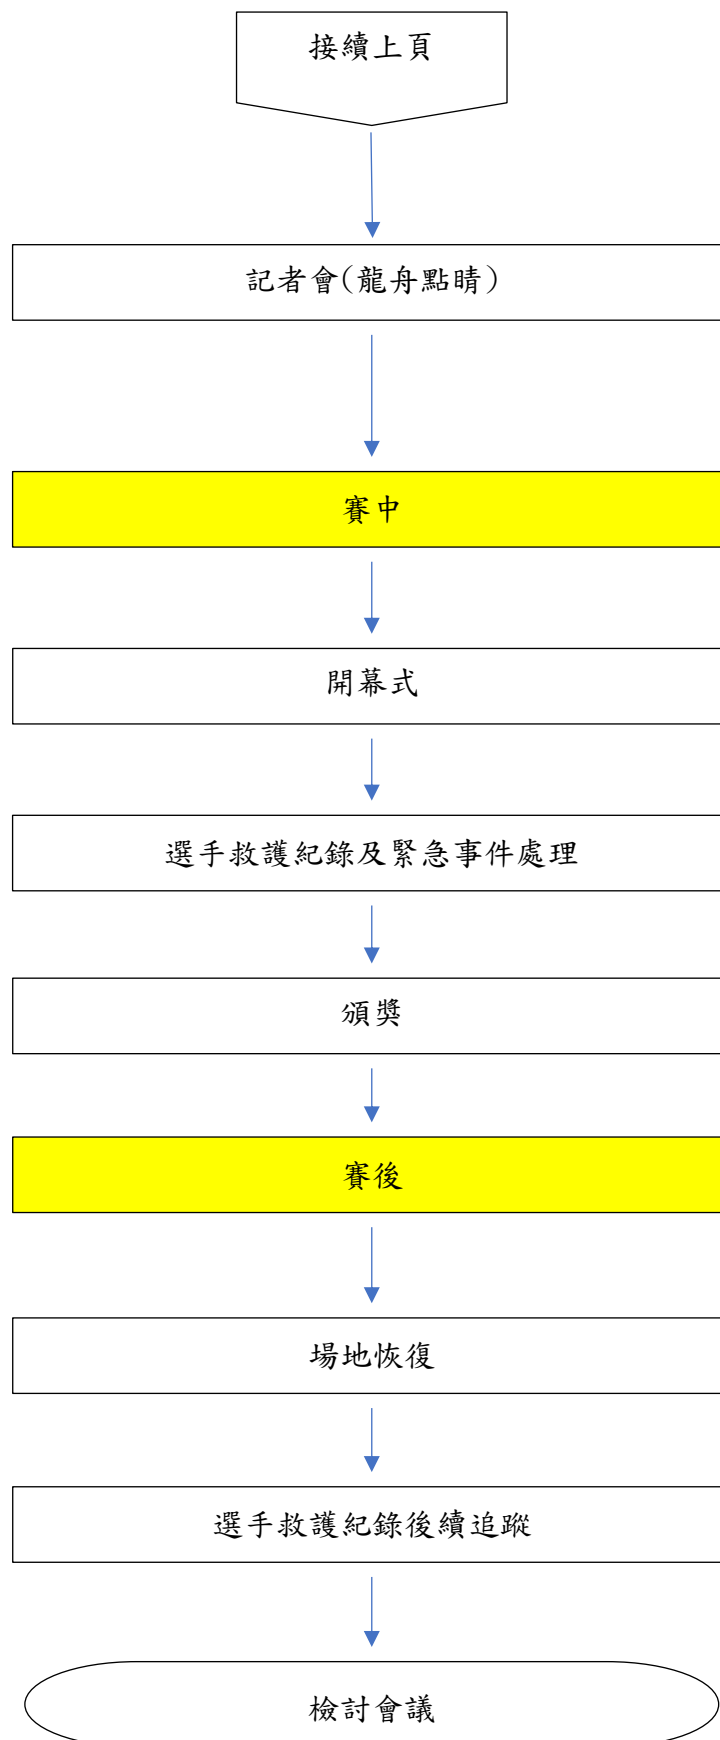 接續上頁
記者會(龍舟點睛)
賽中
開幕式
選手救護紀錄及緊急事件處理
頒獎
賽後
場地恢復
選手救護紀錄後續追蹤
檢討會議